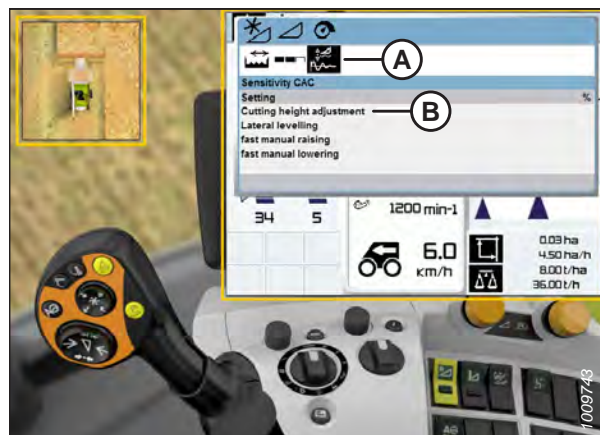 A
Sensitivity CAC
Setting %
Cutting height adjustment
B
Lateral levelling
fast manual raising
fast manual lowering
34 5
1200 min-1
6.0
km/h
0.03 ha
4.50 ha/h
8.00 t/ha
36.00 t/h
1009743